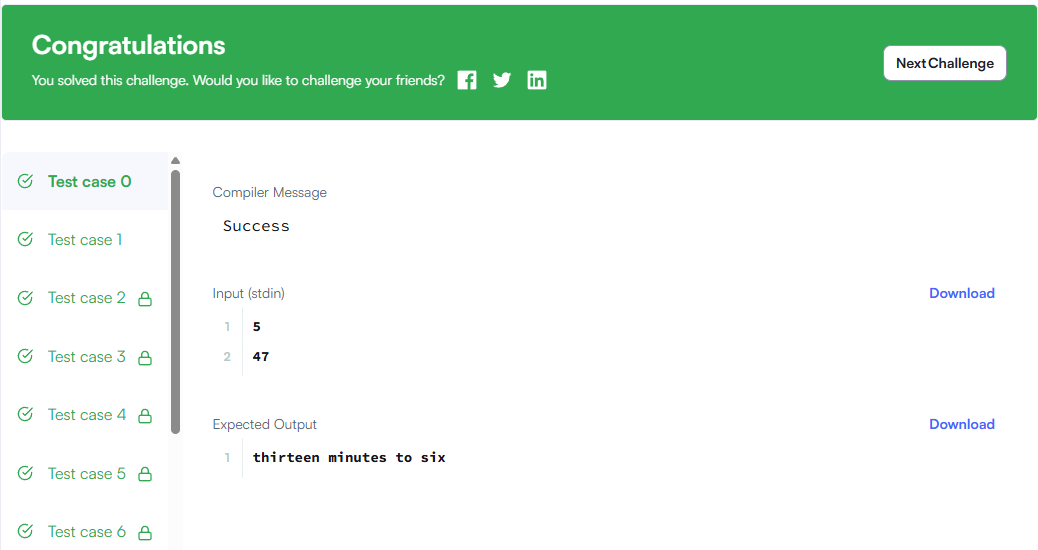 Congratulations
You solved this challenge. Would you like to challenge your friends?
Next Challenge
Test case 0
Test case 1
Test case 2
Test case 3
Test case 4
Test case 5
Test case 6
Compiler Message
Success
Input (stdin)
Download
1 5
2 47
Expected Output
Download
1 thirteen minutes to six